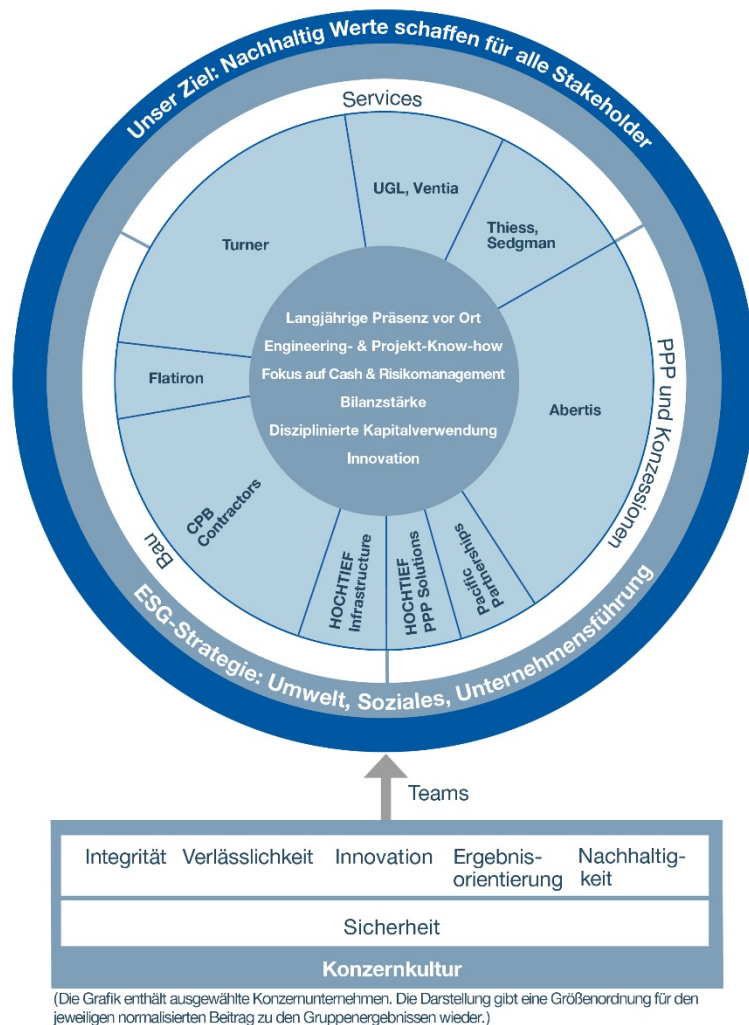 Unser Ziel: Nachhaltig Werte schaffen für alle Stakeholder
Services
UGL, Ventia
Thiess,
Sedgman
Turner
Langjährige Präsenz vor Ort
Engineering- & Projekt-Know-how
Fokus auf Cash & Risikomanagement
Bilanzstärke
Disziplinierte Kapitalverwendung
Innovation
Flatiron
Abertis
PPP und Konzessionen
CPB
Contractors
Bau
HOCHTIEF
Infrastructure
HOCHTIEF
PPP Solutions
Pacific
Partnerships
ESG-Strategie: Umwelt, Soziales, Unternehmensführung
Teams
Integrität Verlässlichkeit Innovation Ergebnis- Nachhaltig-
orientierung keit
Sicherheit
Konzernkultur
(Die Grafik enthält ausgewählte Konzernunternehmen. Die Darstellung gibt eine Größenordnung für den
jeweiligen normalisierten Beitrag zu den Gruppenergebnissen wieder.)